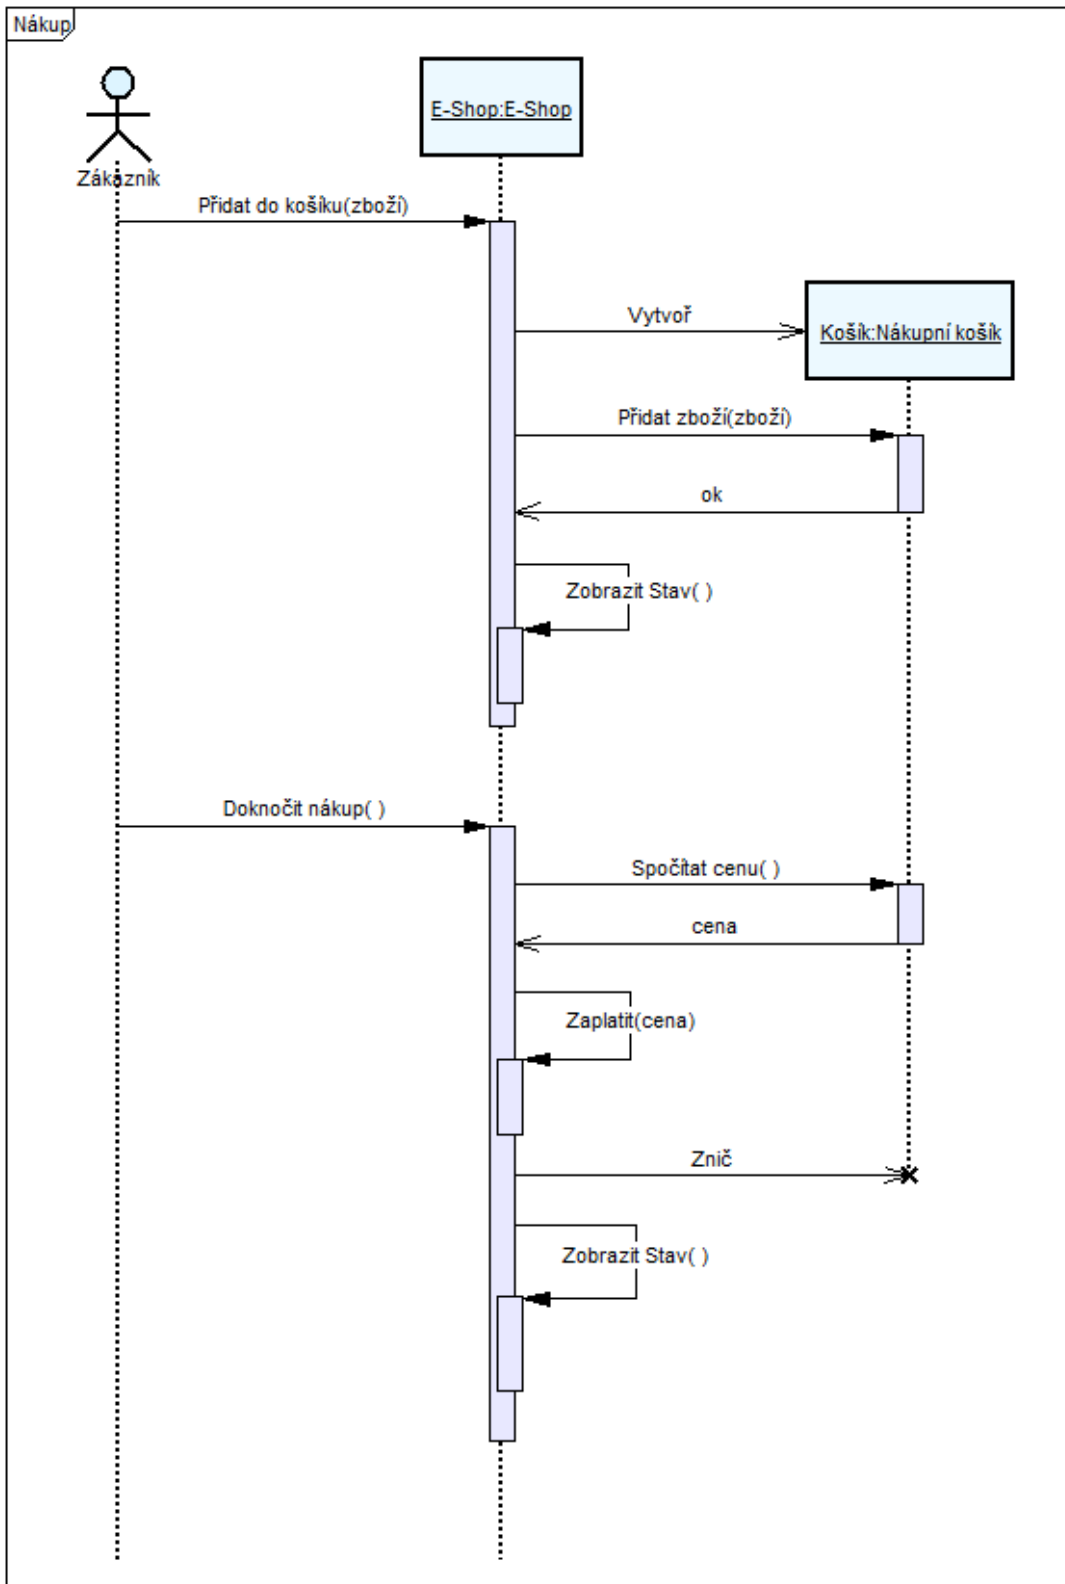 Nákup
E-Shop:E-Shop
Zákazník
Přidat do košíku(zboží)
Vytvoř
Košík:Nákupní košík
Přidat zboží(zboží)
ok
Zobrazit Stav( )
Doknočit nákup( )
Spočítat cenu( )
cena
Zaplatit(cena)
Znič
Zobrazit Stav( )